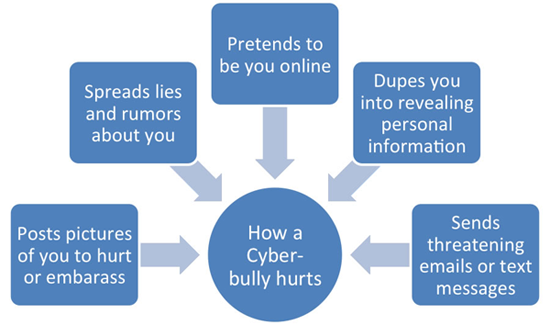 Pretends to
be you online
Spreads lies
and rumors
about you
Dupes you
into revealing
personal
information
Posts pictures
of you to hurt
or embarass
How a
Cyber-
bully hurts
Sends
threatening
emails or text
messages